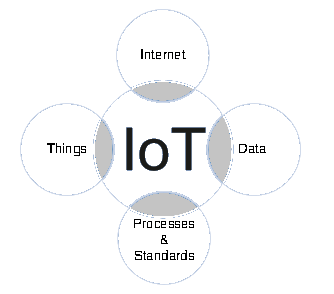 Internet
Things
IoT
Data
Processes
&
Standards